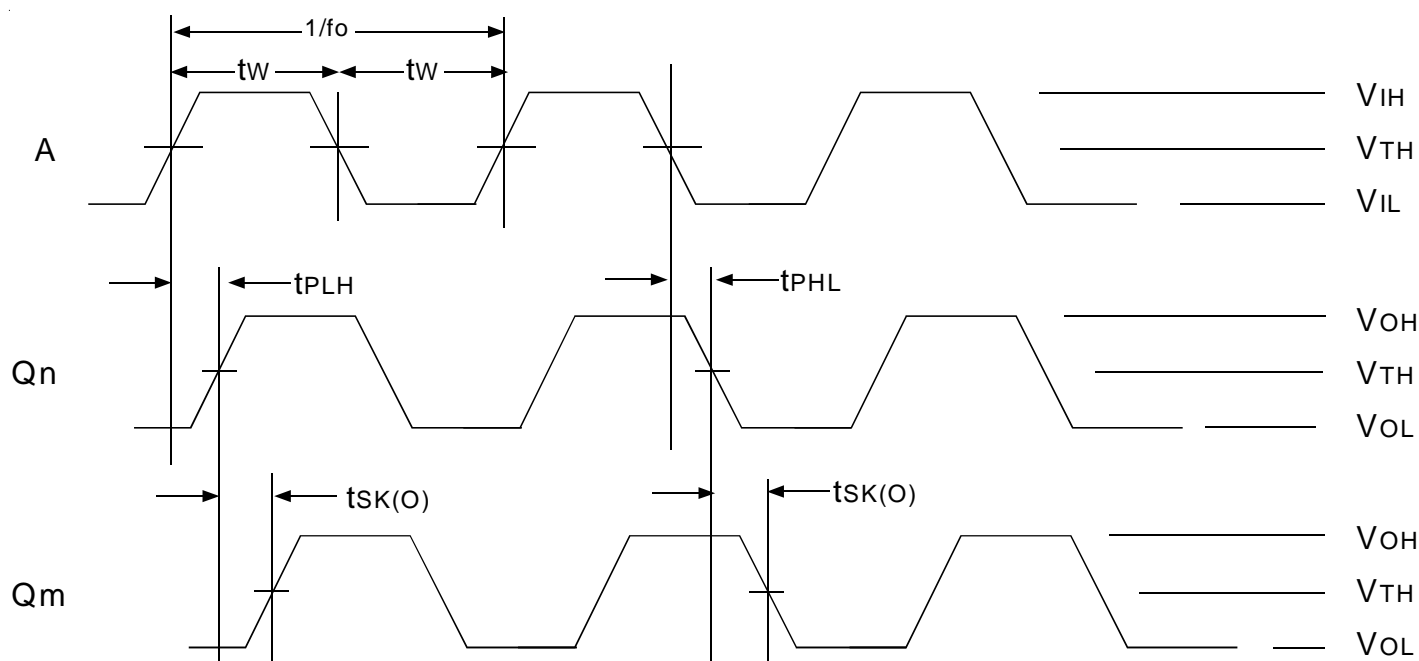 1/fo
tW tW
VIH
A
VTH
VIL
tPLH tPHL
VOH
Qn
VTH
VOL
tSK(O) tSK(O)
VOH
Qm
VTH
VOL